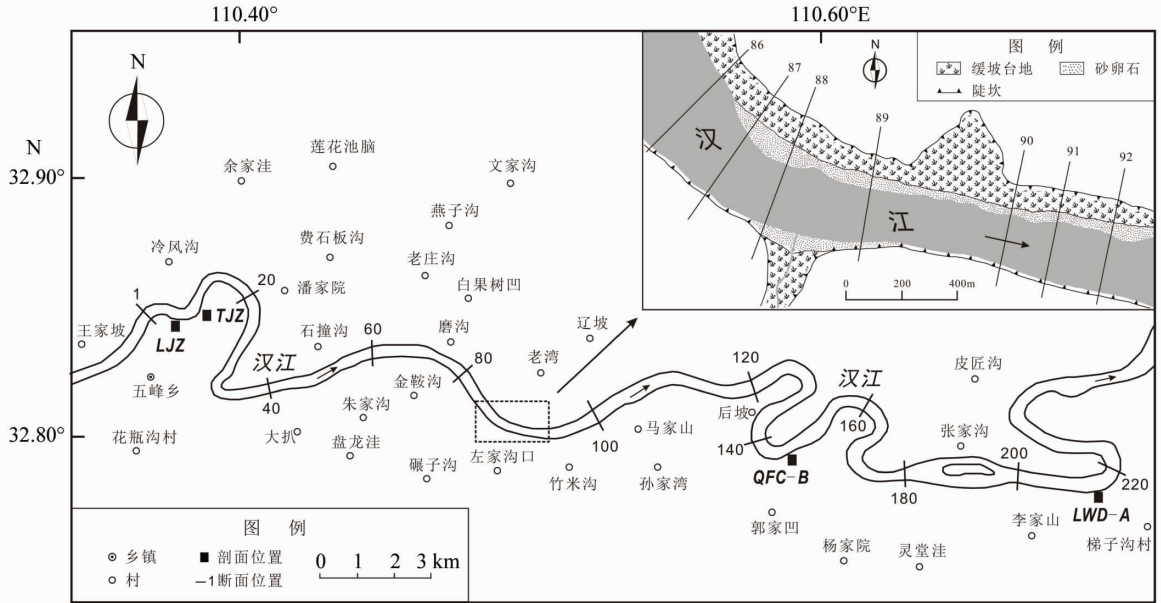 110.40°
110.60°E
N
N
86
87
88
89
90
91
92
图 例
缓坡台地
砂卵石
陡坎
汉
江
0 200 400m
N
32.90°
余家洼
莲花池脑
文家沟
燕子沟
冷风沟
费石板沟
老庄沟
白果树凹
潘家院
20
1
TJZ
LJZ
王家坡
石撞沟
60
磨沟
辽坡
汉江
80
老湾
120
汉江
皮匠沟
五峰乡
40
朱家沟
金鞍沟
后坡
160
32.80°
花瓶沟村
大扒
盘龙洼
100
马家山
140
张家沟
碾子沟
左家沟口
竹米沟
孙家湾
QFC-B
180
200
220
LWD-A
郭家凹
李家山
梯子沟村
杨家院
灵堂洼
图 例
乡镇
剖面位置
村
1断面位置
0 1 2 3 km